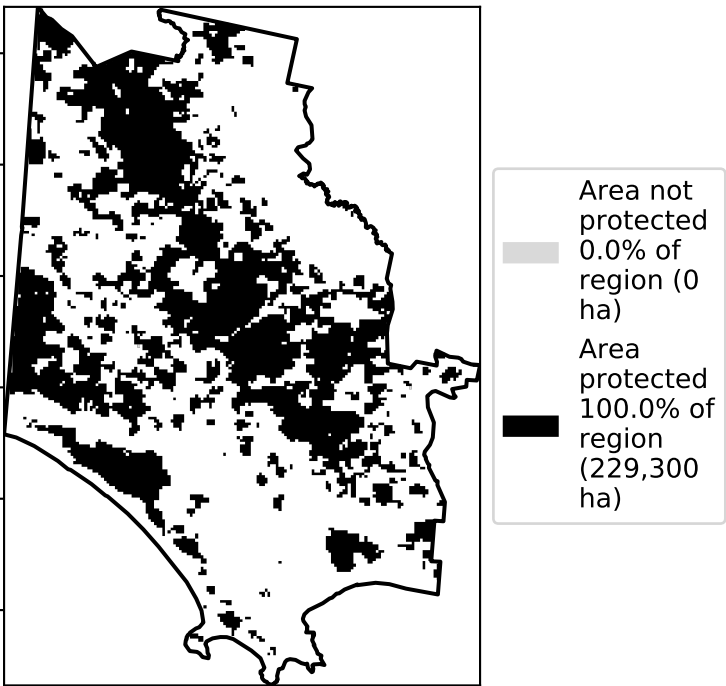 Area not
protected
0.0% of
region (0
ha)
Area
protected
100.0% of
region
(229,300
ha)